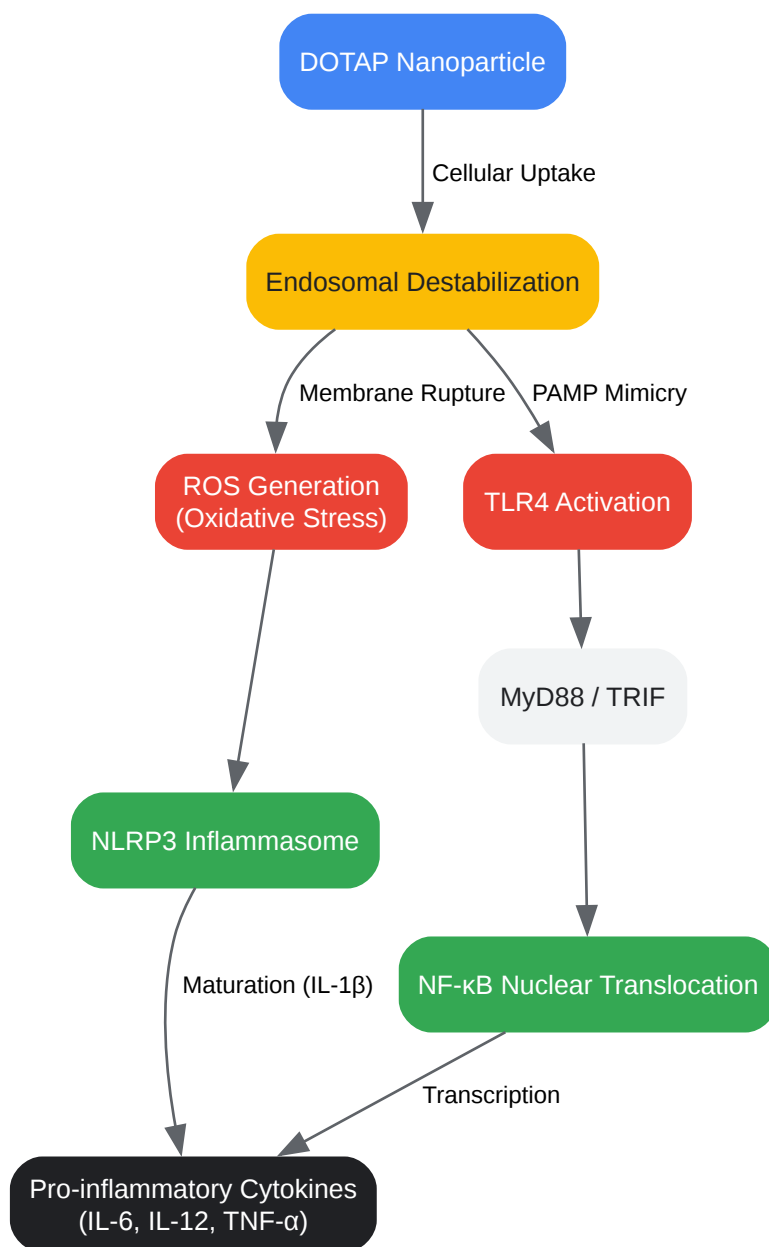 DOTAP Nanoparticle
Cellular Uptake
Endosomal Destabilization
Membrane Rupture
PAMP Mimicry
ROS Generation
(Oxidative Stress)
TLR4 Activation
MyD88 / TRIF
NLRP3 Inflammasome
NF-κB Nuclear Translocation
Maturation (IL-1β)
Transcription
Pro-inflammatory Cytokines
(IL-6, IL-12, TNF-α)